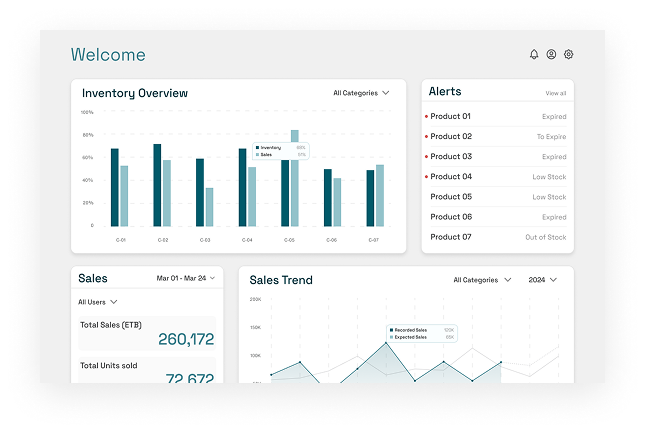 Welcome
Inventory Overview
All Categories
100%
80%
60%
40%
20%
0
Inventory 68%
Sales
C-01
C-02
C-03
C-04
C-05
C-06
C-07
Alerts
View all
Product 01 Expired
Product 02 To Expire
Product 03 Expired
Product 04 Low Stock
Product 05 Low Stock
Product 06 Expired
Product 07 Out of Stock
Sales
Mar 01 - Mar 24
All Users
Total Sales (ETB)
260,172
Total Units sold
72,672
Sales Trend
All Categories
2024
200K
150K
100K
Recorded Sales 120K
Expected Sales